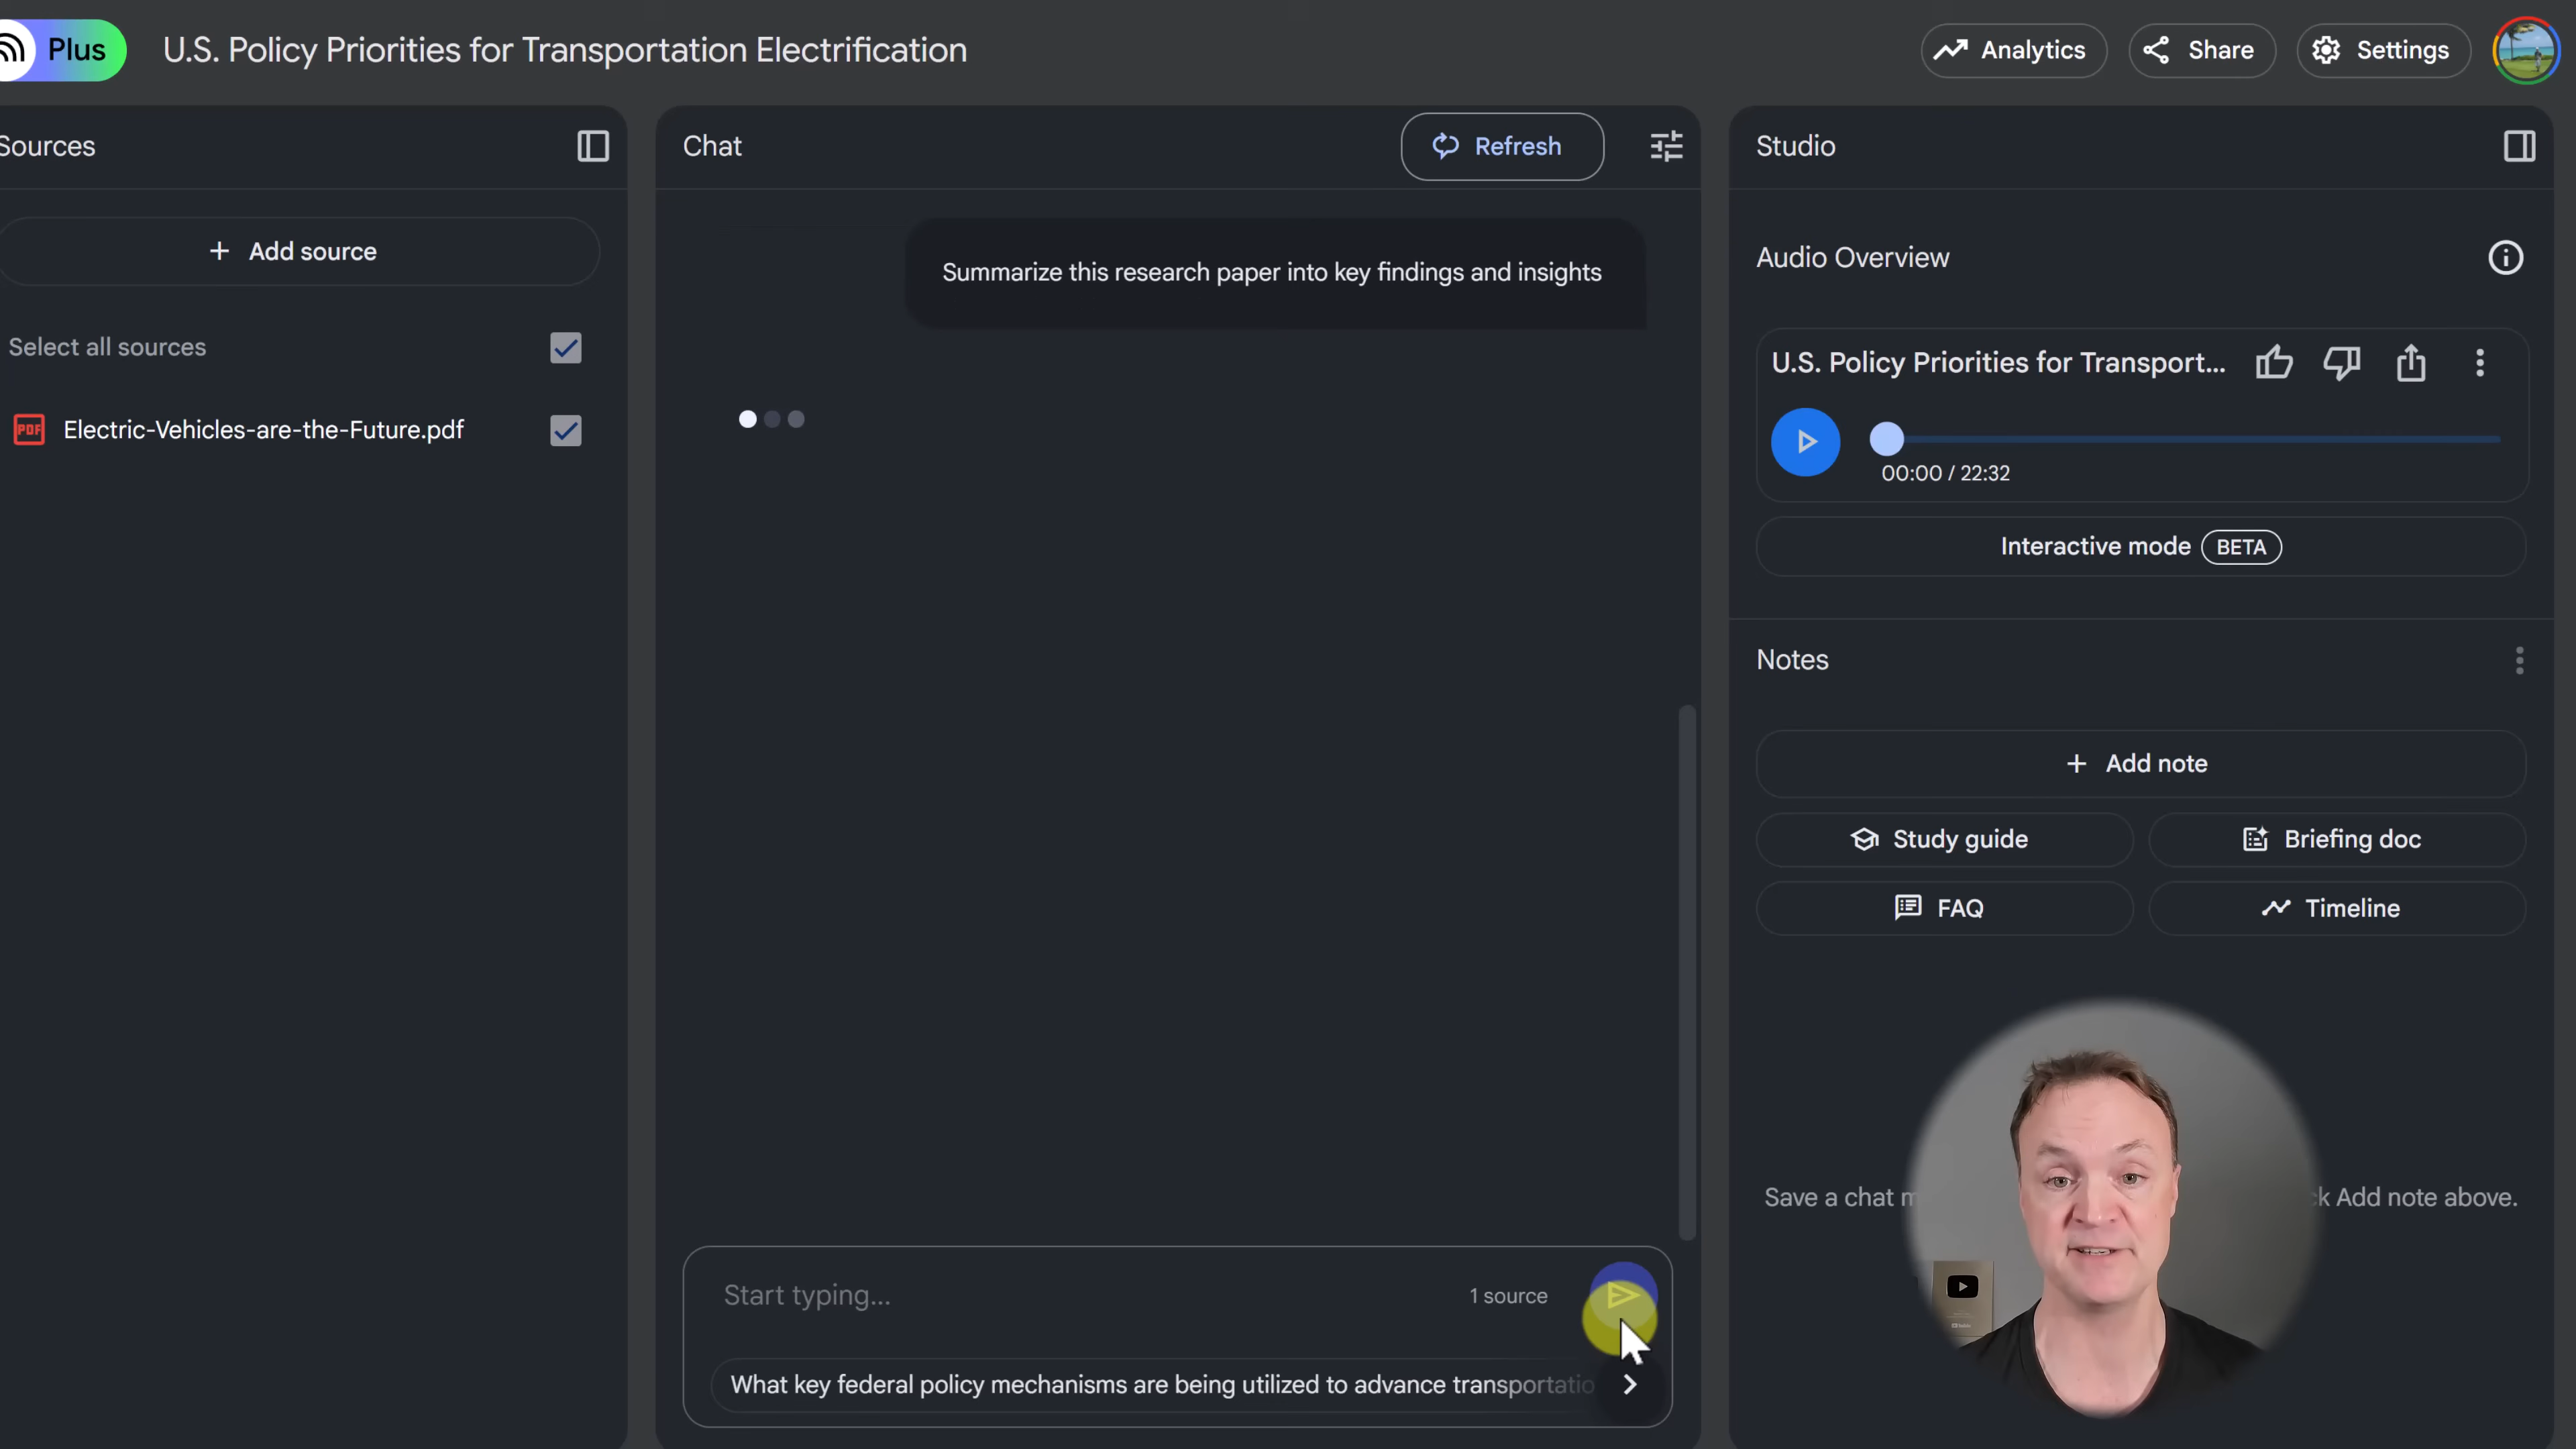 Plus
U.S. Policy Priorities for Transportation Electrification
Analytics
Share
Settings
Sources
Add source
Select all sources
PDF
Electric-Vehicles-are-the-Future.pdf
Chat
Refresh
Summarize this research paper into key findings and insights
Start typing...
1 source
What key federal policy mechanisms are being utilized to advance transportatio
Studio
Audio Overview
U.S. Policy Priorities for Transport...
00:00 / 22:32
Interactive mode BETA
Notes
Add note
Study guide
Briefing doc
FAQ
Timeline
Save a chat
Add note above.